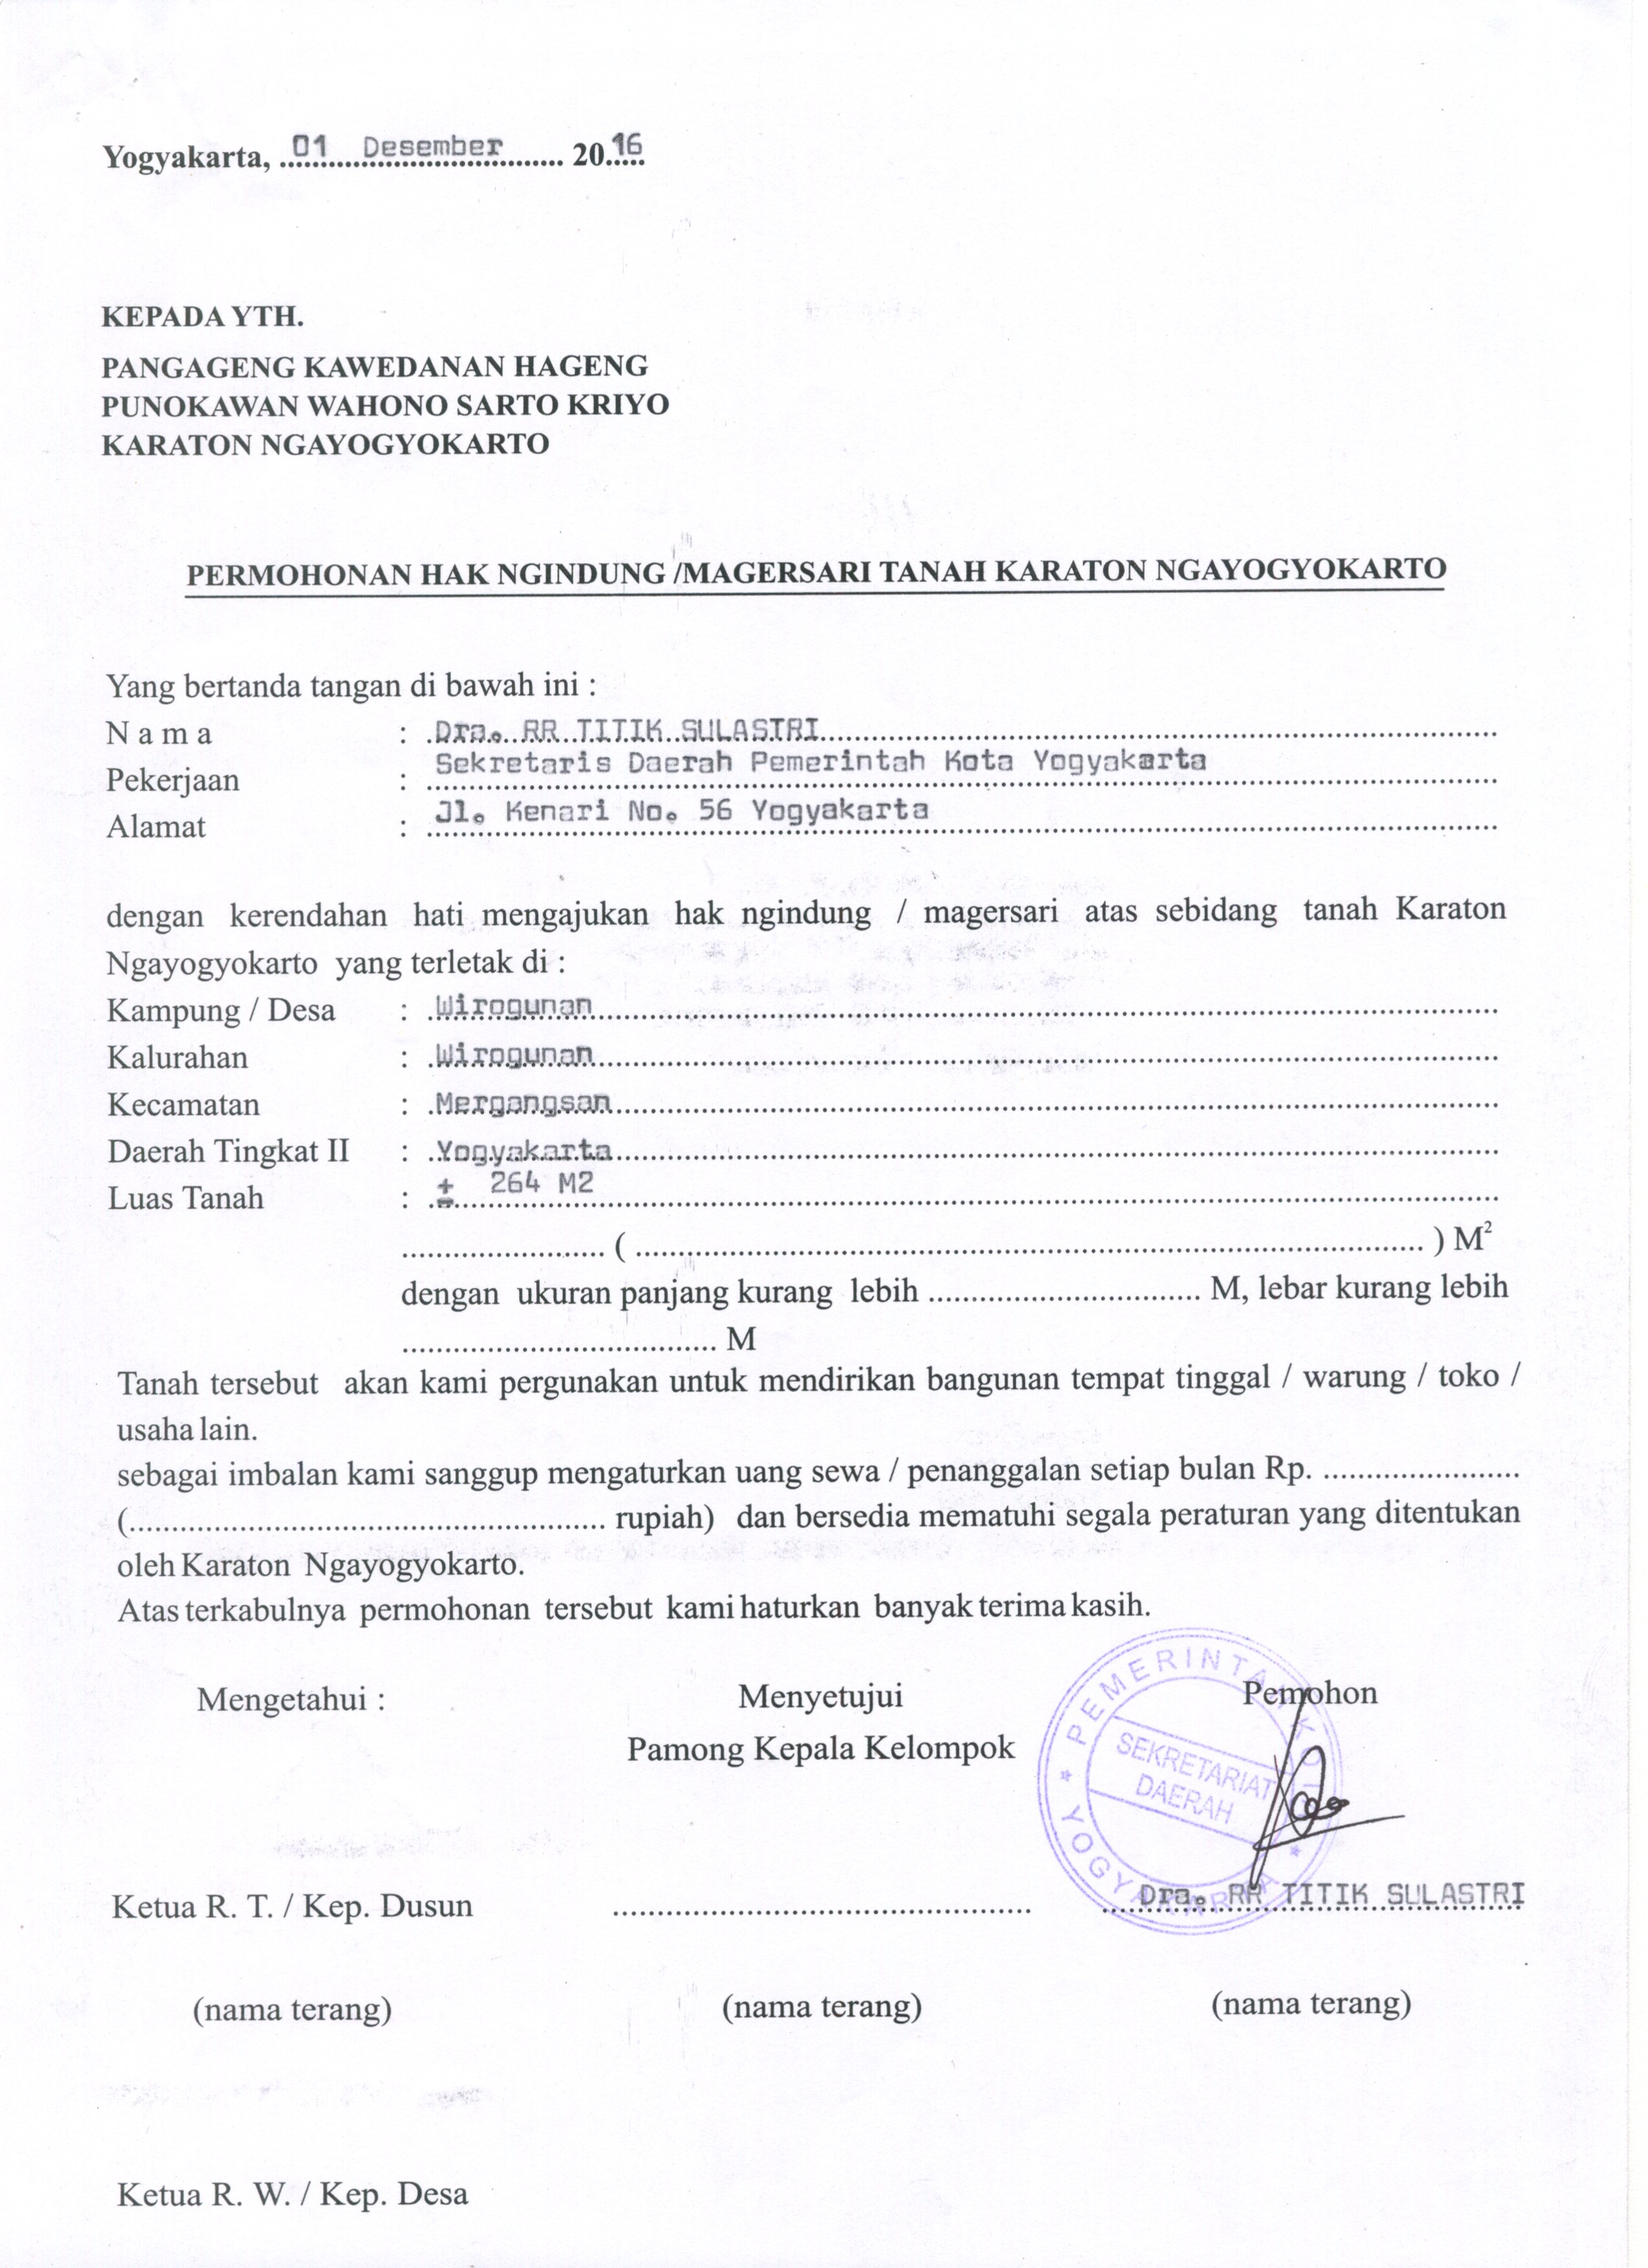 Yogyakarta, 01 Desember 2016
KEPADA YTH.
PANGAGENG KAWEDANAN HAGENG
PUNOKAWAN WAHONO SARTO KRIYO
KARATON NGAYOGYOKARTO
PERMOHONAN HAK NGINDUNG /MAGERSARI TANAH KARATON NGAYOGYOKARTO
Yang bertanda tangan di bawah ini :
N a m a : Dra. RR TITIK SULASTRI
Pekerjaan : Sekretaris Daerah Pemerintah Kota Yogyakarta
Alamat : Jl. Kenari No. 56 Yogyakarta
dengan kerendahan hati mengajukan hak ngindung / magersari atas sebidang tanah Karaton
Ngayogyokarto yang terletak di :
Kampung / Desa : Wirogunan
Kalurahan : Wirogunan
Kecamatan : Mergangsan
Daerah Tingkat II : Yogyakarta
Luas Tanah : ± 264 M2
...................... ( ...................... ) M²
dengan ukuran panjang kurang lebih ...................... M, lebar kurang lebih
...................... M
Tanah tersebut akan kami pergunakan untuk mendirikan bangunan tempat tinggal / warung / toko /
usaha lain.
sebagai imbalan kami sanggup mengaturkan uang sewa / penanggalan setiap bulan Rp. ......................
(...................... rupiah) dan bersedia mematuhi segala peraturan yang ditentukan
oleh Karaton Ngayogyokarto.
Atas terkabulnya permohonan tersebut kami haturkan banyak terima kasih.
Mengetahui : Menyetujui Pemohon
Pamong Kepala Kelompok
PEMERINTAH KOTA
SEKRETARIAT
DAERAH
YOGYAKARTA
Ketua R. T. / Kep. Dusun ...................... Dra. RR TITIK SULASTRI
(nama terang) (nama terang) (nama terang)
Ketua R. W. / Kep. Desa